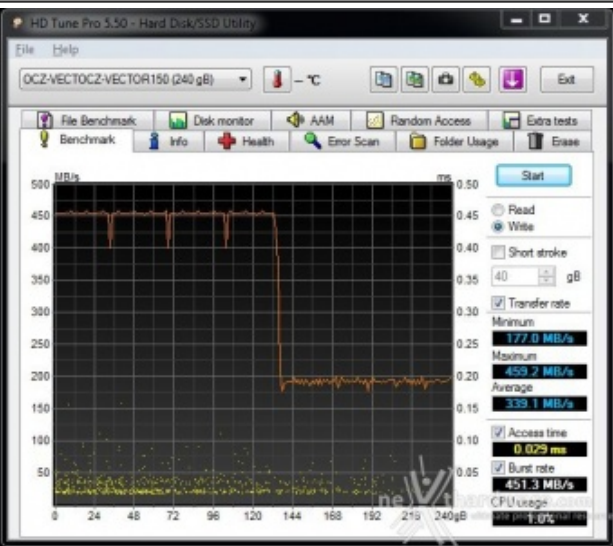 HD Tune Pro 5.50 - Hard Disk/SSD Utility
File Help
OCZ-VECTOCZ-VECTOR150 (240 gB) – °C Exit
File Benchmark Disk monitor AAM Random Access Extra tests
Benchmark Info Health Error Scan Folder Usage Erase
MB/s ms Start
500 0.50
Read
450 0.45
Write
400 0.40
Short stroke
350 40 gB
300 0.30
Transfer rate
Minimum
250 0.25
177.0 MB/s
Maximum
200 0.20
459.2 MB/s
Average
150 0.15
339.1 MB/s
100 0.10
Access time
0.029 ms
50 0.05
Burst rate
451.3 MB/s
CPU usage
0 24 48 72 96 120 144 168 192 216 240gB
1.0%